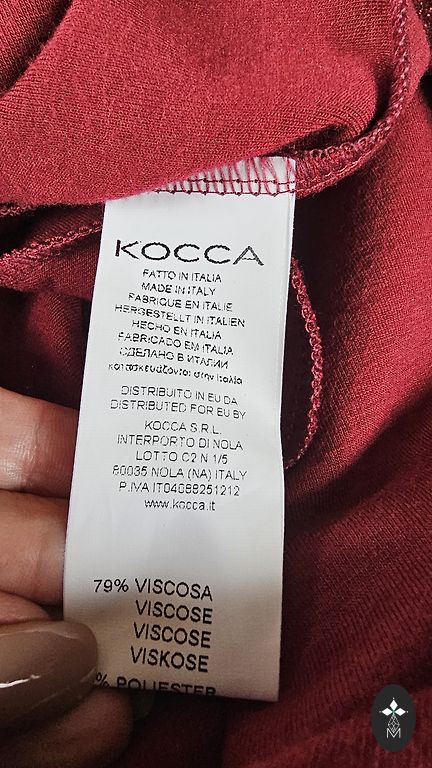 KOCCA
FATTO IN ITALIA
MADE IN ITALY
FABRIQUE EN ITALIE
HERGESTELLT IN ITALIEN
HECHO EN ITALIA
FABRICADO EM ITALIA
СДЕЛАНО В ИТАЛИИ
κατασκευάζονται στην Ιταλία
DISTRIBUITO IN EU DA
DISTRIBUTED FOR EU BY
KOCCA S.R.L.
INTERPORTO DI NOLA
LOTTO C2 N 1/5
80035 NOLA (NA) ITALY
P.IVA IT04088251212
www.kocca.it
79% VISCOSA
VISCOSE
VISCOSE
VISKOSE
% POLIESTER
M